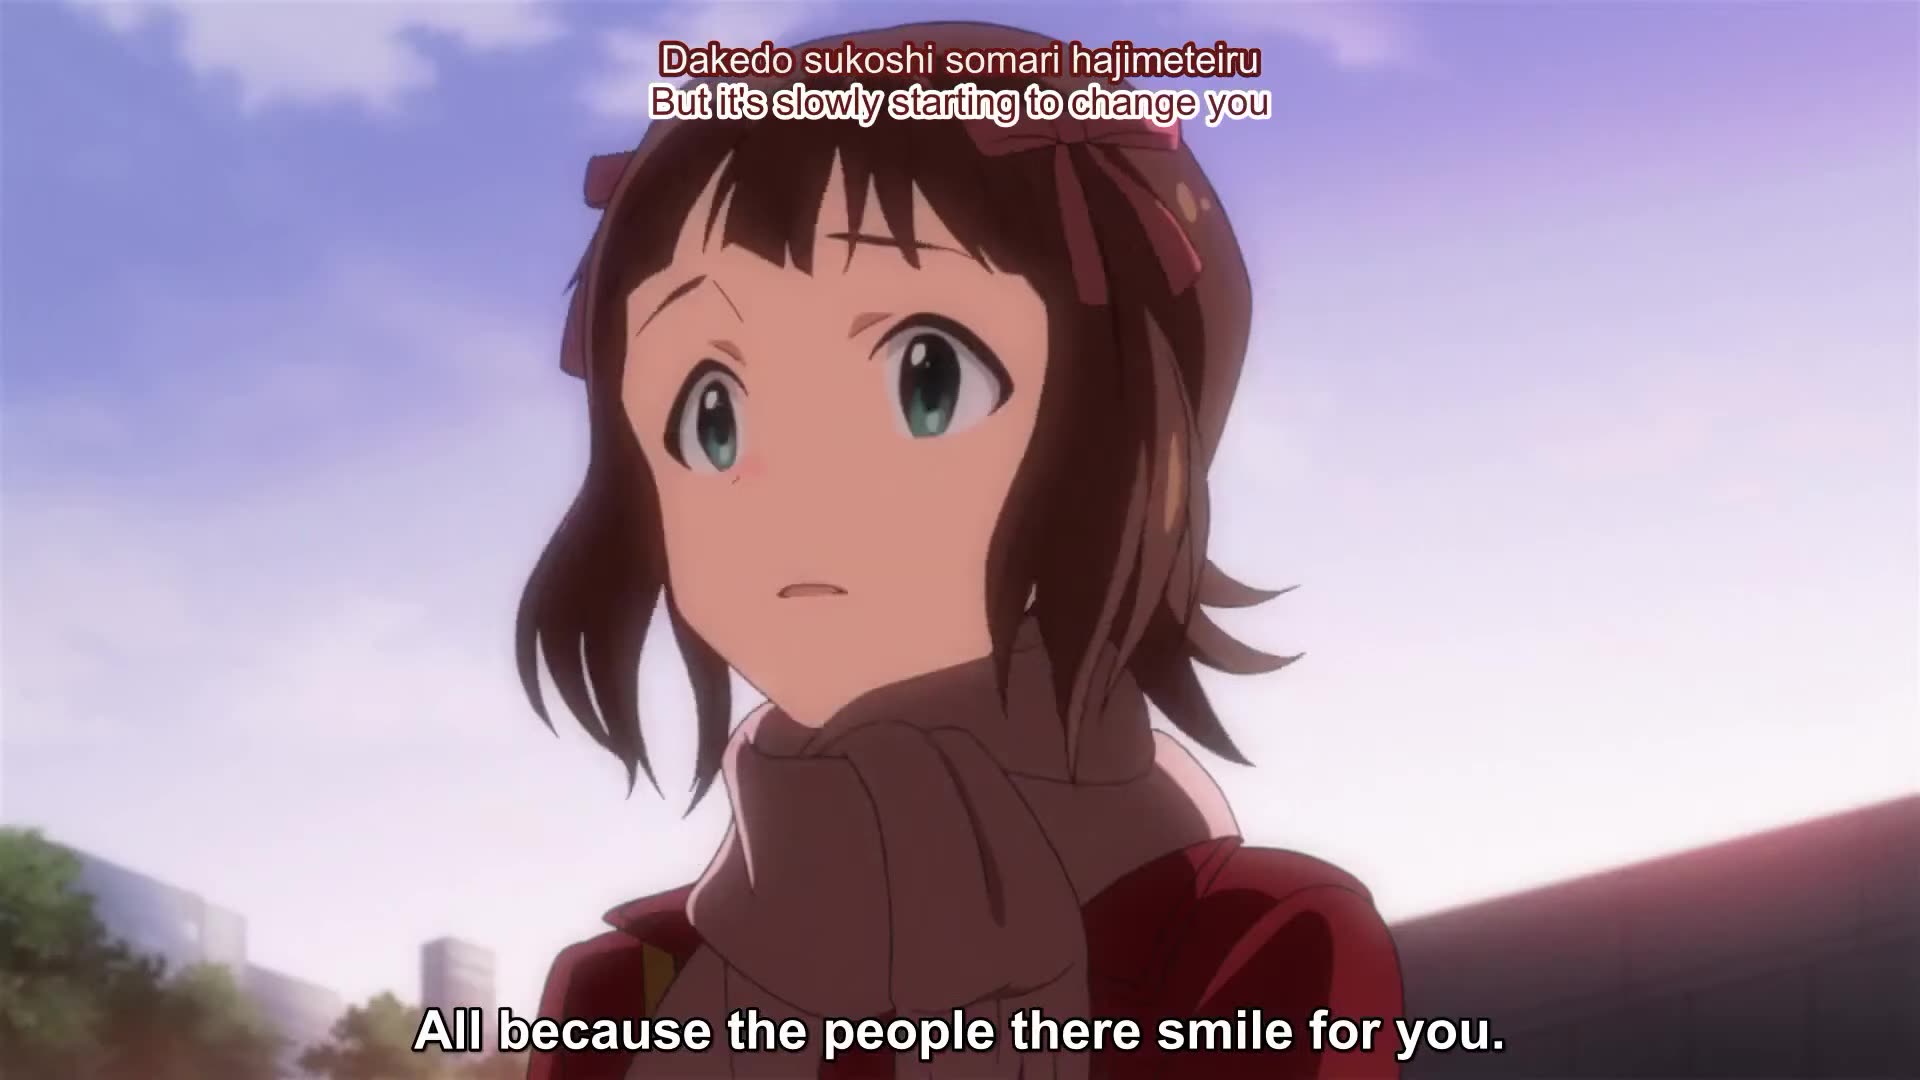 Dakedo sukoshi somari hajimeteiru
But it's slowly starting to change you
All because the people there smile for you.